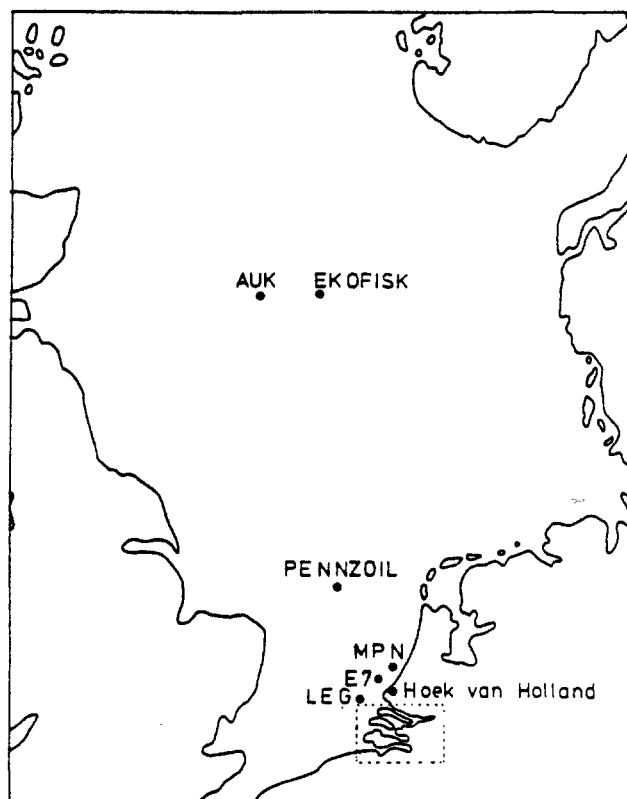 AUK EKOFISK
PENNZOIL
MPN
E7
Hoek van Holland
LEG